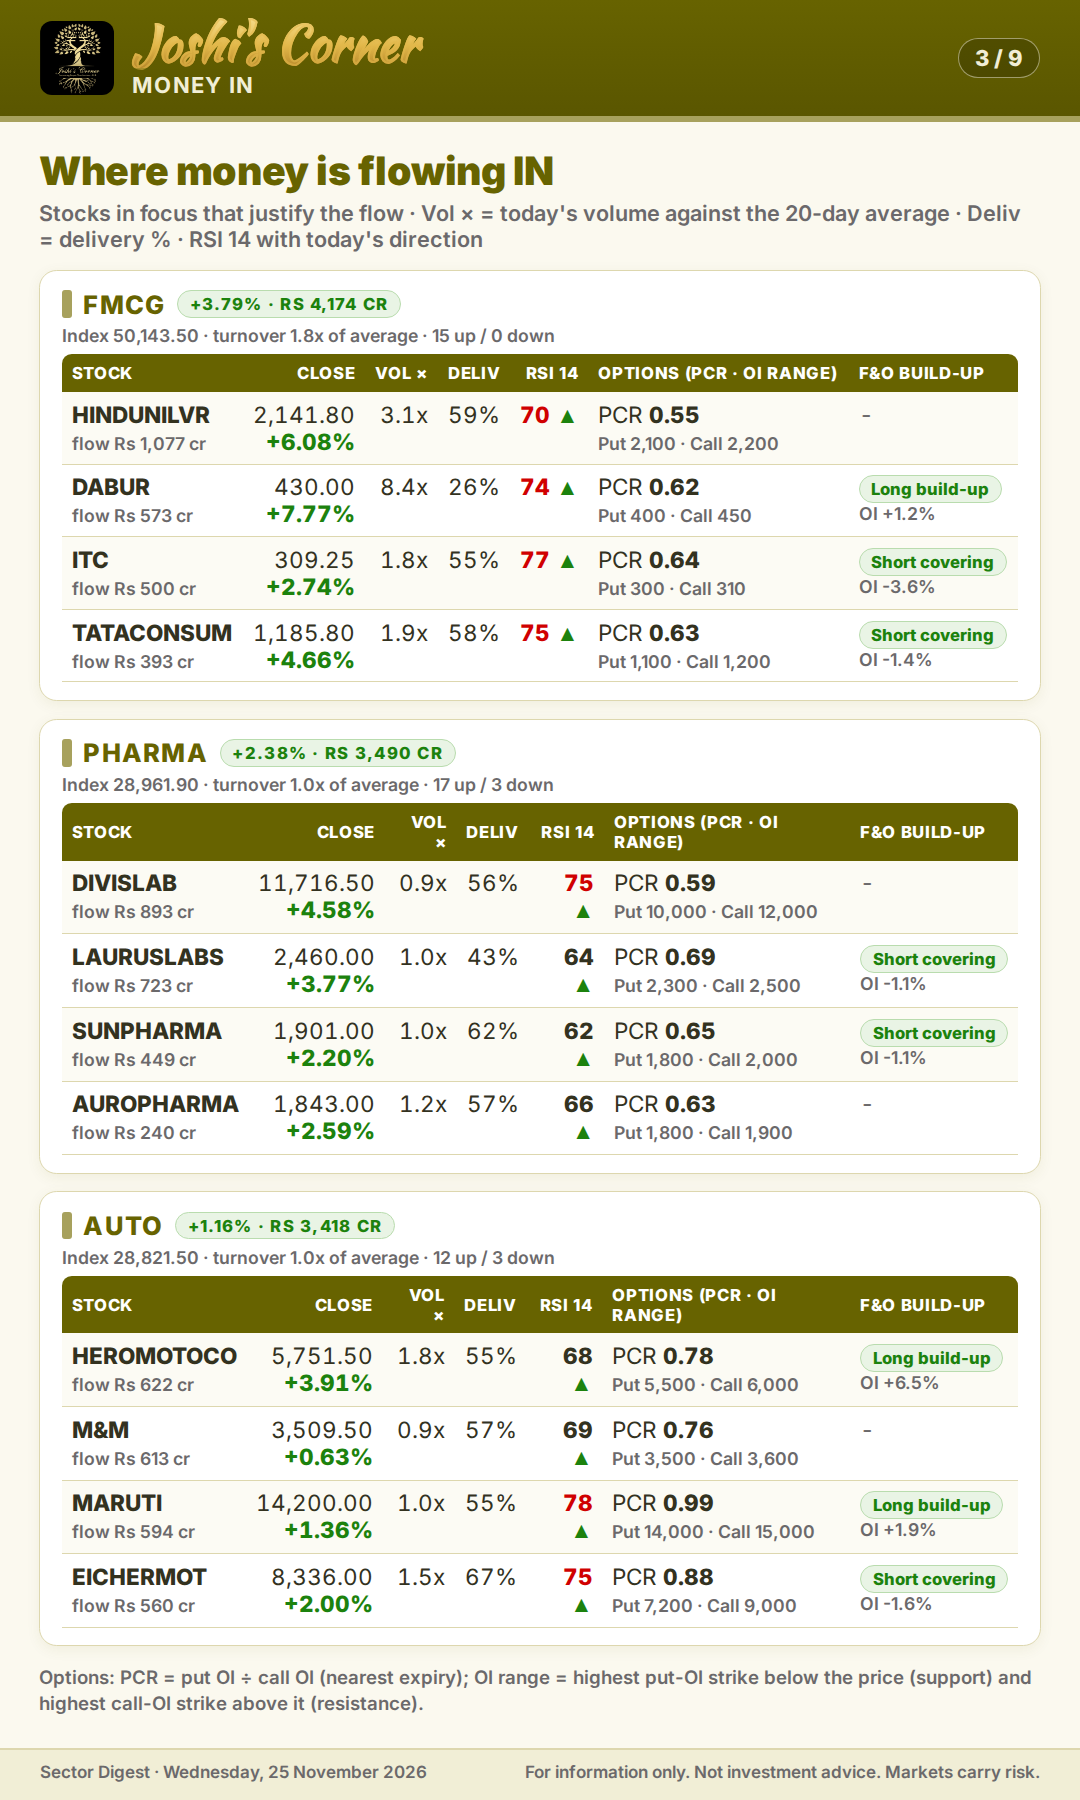 Joshi's Corner
Joshi's Corner
MONEY IN
3 / 9
Where money is flowing IN
Stocks in focus that justify the flow · Vol × = today's volume against the 20-day average · Deliv
= delivery % · RSI 14 with today's direction
FMCG +3.79% · RS 4,174 CR
Index 50,143.50 · turnover 1.8x of average · 15 up / 0 down
STOCK CLOSE VOL × DELIV RSI 14 OPTIONS (PCR · OI RANGE) F&O BUILD-UP
HINDUNILVR 2,141.80 3.1x 59% 70 ▲ PCR 0.55 -
flow Rs 1,077 cr +6.08% Put 2,100 · Call 2,200
DABUR 430.00 8.4x 26% 74 ▲ PCR 0.62 Long build-up
flow Rs 573 cr +7.77% Put 400 · Call 450 OI +1.2%
ITC 309.25 1.8x 55% 77 ▲ PCR 0.64 Short covering
flow Rs 500 cr +2.74% Put 300 · Call 310 OI -3.6%
TATACONSUM 1,185.80 1.9x 58% 75 ▲ PCR 0.63 Short covering
flow Rs 393 cr +4.66% Put 1,100 · Call 1,200 OI -1.4%
PHARMA +2.38% · RS 3,490 CR
Index 28,961.90 · turnover 1.0x of average · 17 up / 3 down
STOCK CLOSE VOL × DELIV RSI 14 OPTIONS (PCR · OI RANGE) F&O BUILD-UP
DIVISLAB 11,716.50 0.9x 56% 75 PCR 0.59 -
flow Rs 893 cr +4.58% ▲ Put 10,000 · Call 12,000
LAURUSLABS 2,460.00 1.0x 43% 64 PCR 0.69 Short covering
flow Rs 723 cr +3.77% ▲ Put 2,300 · Call 2,500 OI -1.1%
SUNPHARMA 1,901.00 1.0x 62% 62 PCR 0.65 Short covering
flow Rs 449 cr +2.20% ▲ Put 1,800 · Call 2,000 OI -1.1%
AUROPHARMA 1,843.00 1.2x 57% 66 PCR 0.63 -
flow Rs 240 cr +2.59% ▲ Put 1,800 · Call 1,900
AUTO +1.16% · RS 3,418 CR
Index 28,821.50 · turnover 1.0x of average · 12 up / 3 down
STOCK CLOSE VOL × DELIV RSI 14 OPTIONS (PCR · OI RANGE) F&O BUILD-UP
HEROMOTOCO 5,751.50 1.8x 55% 68 PCR 0.78 Long build-up
flow Rs 622 cr +3.91% ▲ Put 5,500 · Call 6,000 OI +6.5%
M&M 3,509.50 0.9x 57% 69 PCR 0.76 -
flow Rs 613 cr +0.63% ▲ Put 3,500 · Call 3,600
MARUTI 14,200.00 1.0x 55% 78 PCR 0.99 Long build-up
flow Rs 594 cr +1.36% ▲ Put 14,000 · Call 15,000 OI +1.9%
EICHERMOT 8,336.00 1.5x 67% 75 PCR 0.88 Short covering
flow Rs 560 cr +2.00% ▲ Put 7,200 · Call 9,000 OI -1.6%
Options: PCR = put OI ÷ call OI (nearest expiry); OI range = highest put-OI strike below the price (support) and
highest call-OI strike above it (resistance).
Sector Digest · Wednesday, 25 November 2026 For information only. Not investment advice. Markets carry risk.